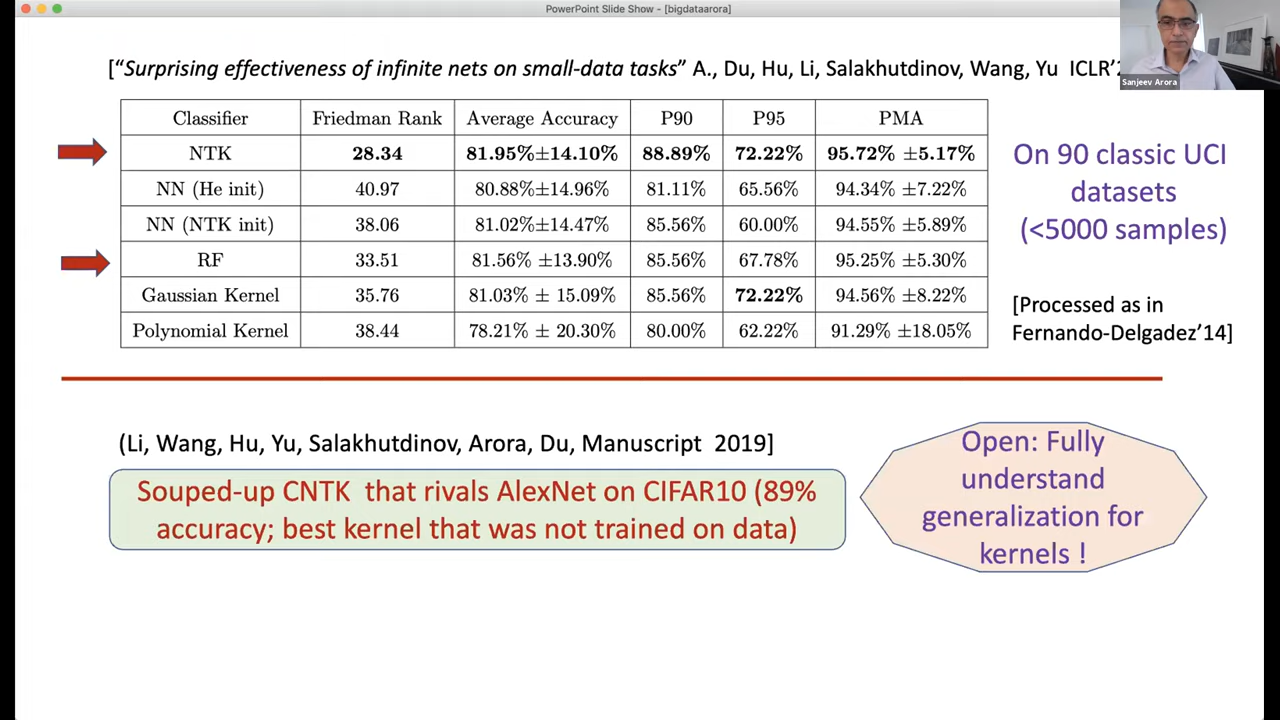 PowerPoint Slide Show - [bigdataarora]
["Surprising effectiveness of infinite nets on small-data tasks" A., Du, Hu, Li, Salakhutdinov, Wang, Yu ICLR'
Sanjeev Arora
Classifier Friedman Rank Average Accuracy P90 P95 PMA
NTK 28.34 81.95%±14.10% 88.89% 72.22% 95.72% ±5.17%
NN (He init) 40.97 80.88%±14.96% 81.11% 65.56% 94.34% ±7.22%
NN (NTK init) 38.06 81.02%±14.47% 85.56% 60.00% 94.55% ±5.89%
RF 33.51 81.56% ±13.90% 85.56% 67.78% 95.25% ±5.30%
Gaussian Kernel 35.76 81.03% ± 15.09% 85.56% 72.22% 94.56% ±8.22%
Polynomial Kernel 38.44 78.21% ± 20.30% 80.00% 62.22% 91.29% ±18.05%
On 90 classic UCI
datasets
(<5000 samples)
[Processed as in
Fernando-Delgadez'14]
(Li, Wang, Hu, Yu, Salakhutdinov, Arora, Du, Manuscript 2019]
Souped-up CNTK that rivals AlexNet on CIFAR10 (89%
accuracy; best kernel that was not trained on data)
Open: Fully
understand
generalization for
kernels !